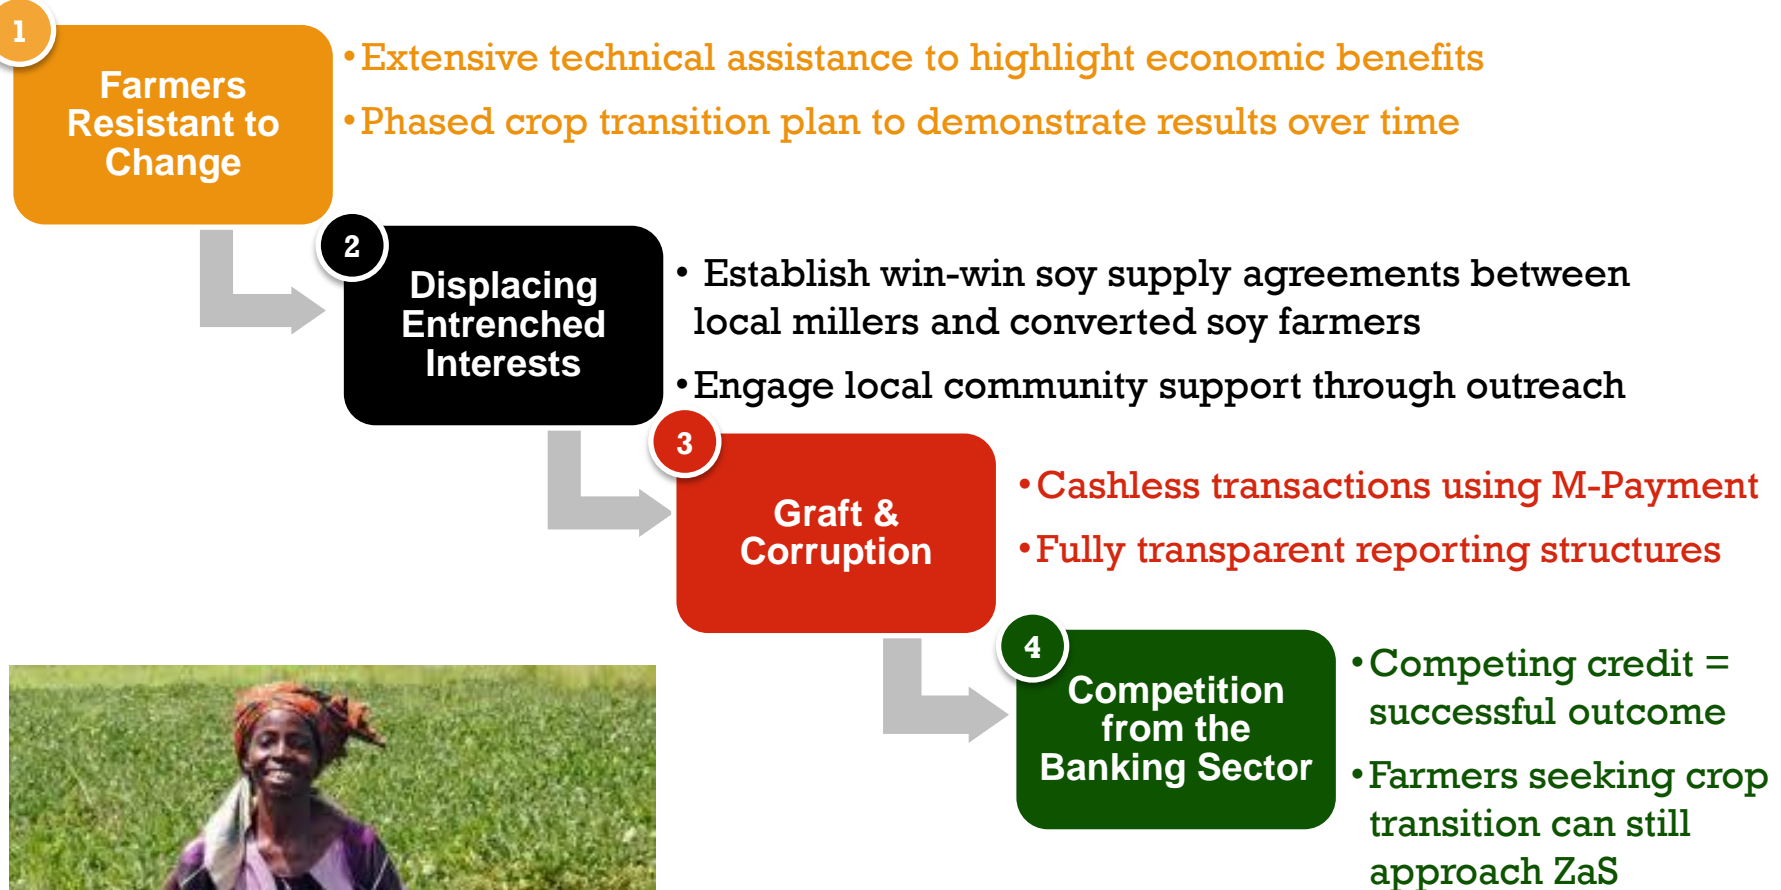 1
Farmers
Resistant to
Change
•Extensive technical assistance to highlight economic benefits
•Phased crop transition plan to demonstrate results over time
2
Displacing
Entrenched
Interests
• Establish win-win soy supply agreements between
local millers and converted soy farmers
•Engage local community support through outreach
3
Graft &
Corruption
•Cashless transactions using M-Payment
•Fully transparent reporting structures
4
Competition
from the
Banking Sector
•Competing credit =
successful outcome
•Farmers seeking crop
transition can still
approach ZaS